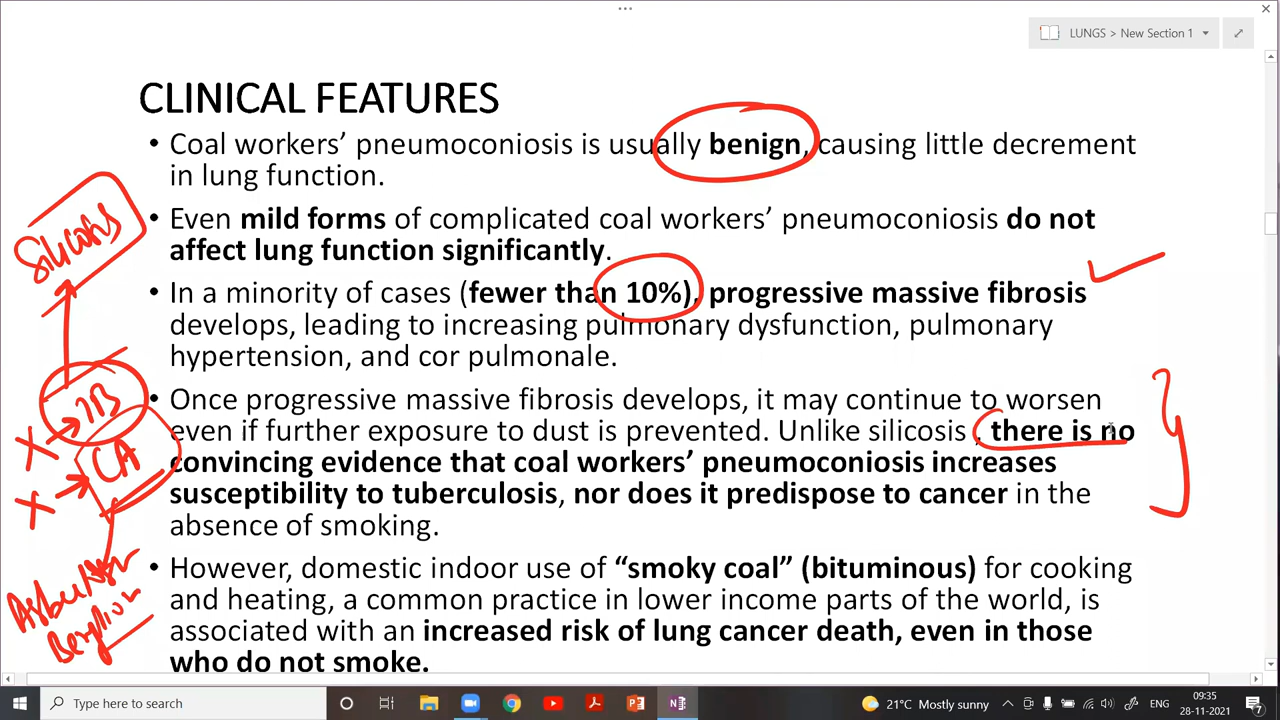 LUNGS > New Section 1
CLINICAL FEATURES
• Coal workers’ pneumoconiosis is usually benign, causing little decrement
in lung function.
• Even mild forms of complicated coal workers’ pneumoconiosis do not
affect lung function significantly.
• In a minority of cases (fewer than 10%), progressive massive fibrosis
develops, leading to increasing pulmonary dysfunction, pulmonary
hypertension, and cor pulmonale.
• Once progressive massive fibrosis develops, it may continue to worsen
even if further exposure to dust is prevented. Unlike silicosis , there is no
convincing evidence that coal workers’ pneumoconiosis increases
susceptibility to tuberculosis, nor does it predispose to cancer in the
absence of smoking.
• However, domestic indoor use of “smoky coal” (bituminous) for cooking
and heating, a common practice in lower income parts of the world, is
associated with an increased risk of lung cancer death, even in those
who do not smoke.
Silicosis
X → TB
X → CA
Type here to search
21°C Mostly sunny
ENG
09:35
28-11-2021
7